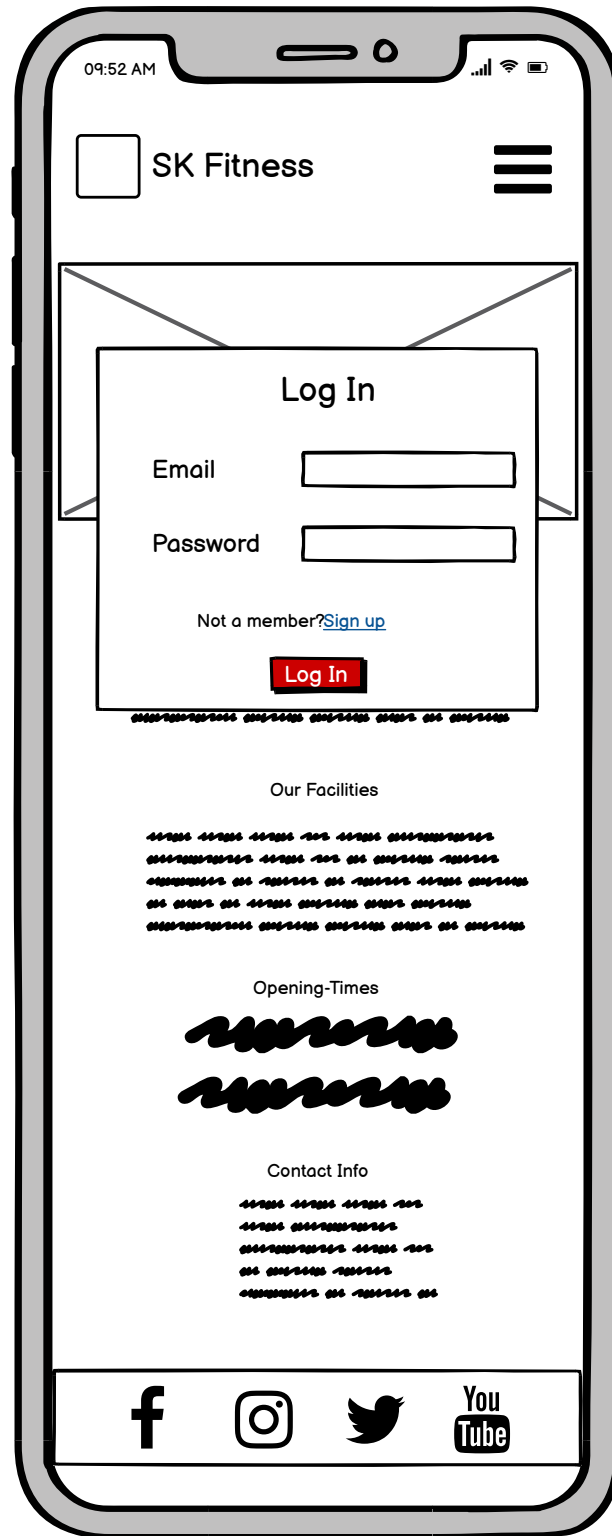 09:52 AM
SK Fitness
Log In
Email
Password
Not a member?Sign up
Log In
Our Facilities
Opening-Times
Contact Info
You
Tube